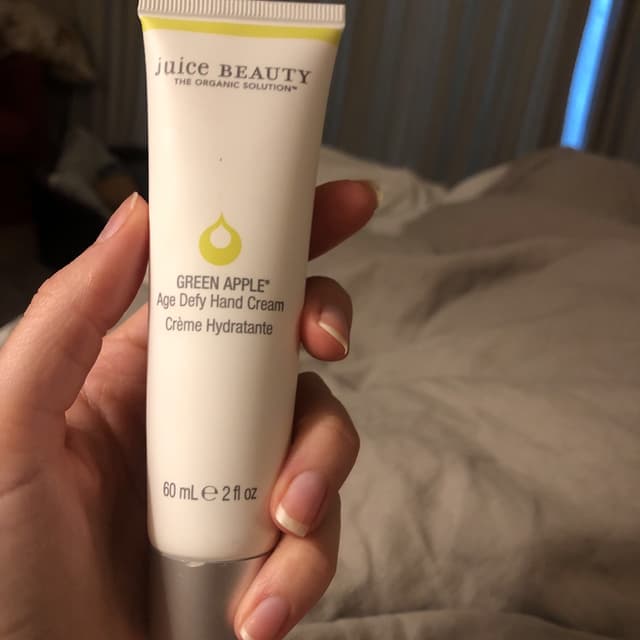 juice BEAUTY
THE ORGANIC SOLUTION™
GREEN APPLE®
Age Defy Hand Cream
Crème Hydratante
60 mL ℮ 2 fl oz